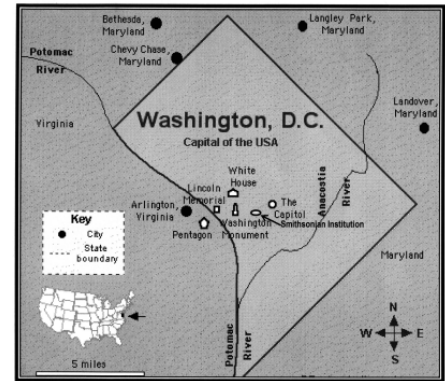 Bethesda,
Maryland
Langley Park,
Maryland
Chevy Chase,
Maryland
Potomac
River
Landover,
Maryland
Virginia
Washington, D.C.
Capital of the USA
White
House
Lincoln
Memorial
Arlington,
Virginia
The
Capitol
Anacostia
River
Smithsonian Institution
Washington
Monument
Pentagon
Key
City
State
boundary
Maryland
Potomac
River
N
W
E
S
5 miles